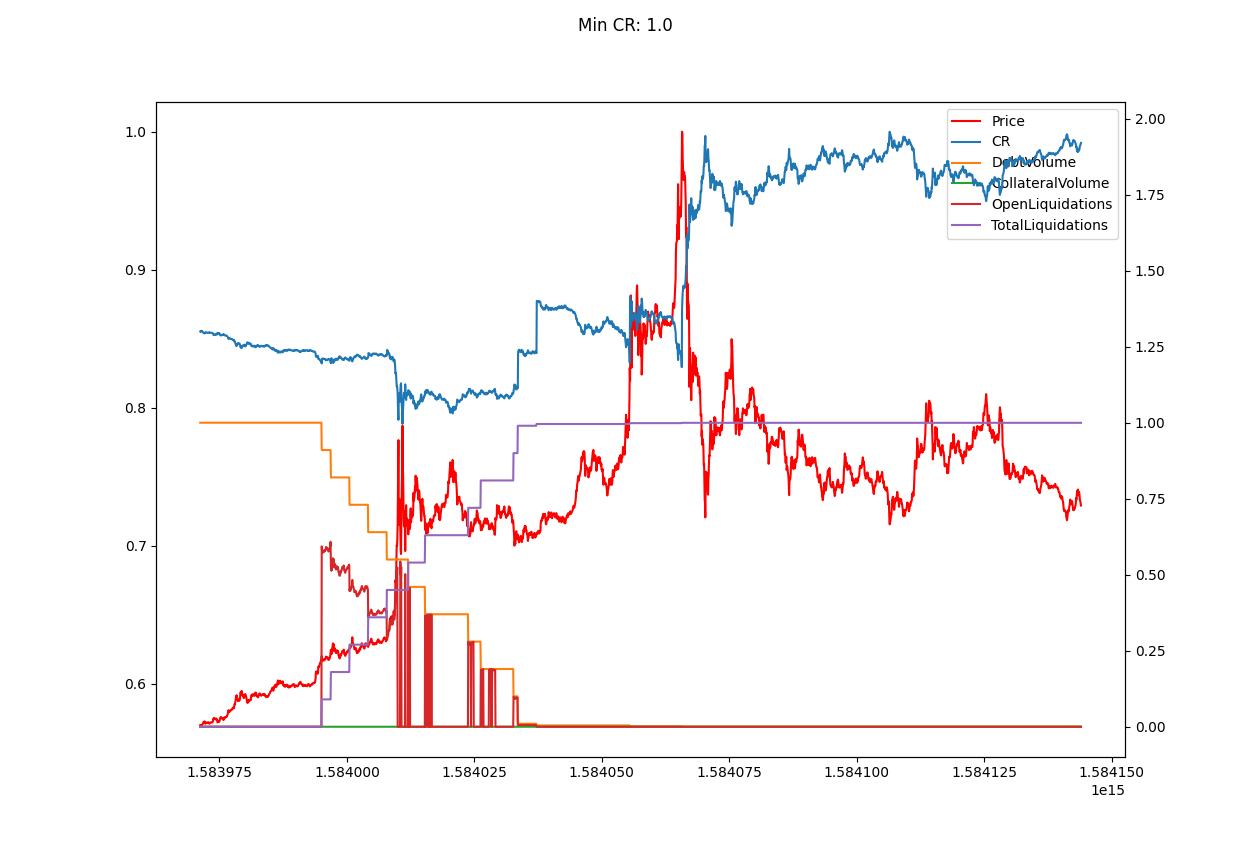 Min CR: 1.0
1.0
0.9
0.8
0.7
0.6
2.00
1.75
1.50
1.25
1.00
0.75
0.50
0.25
0.00
Price
CR
DebtVolume
CollateralVolume
OpenLiquidations
TotalLiquidations
1.583975
1.584000
1.584025
1.584050
1.584075
1.584100
1.584125
1.584150
1e15